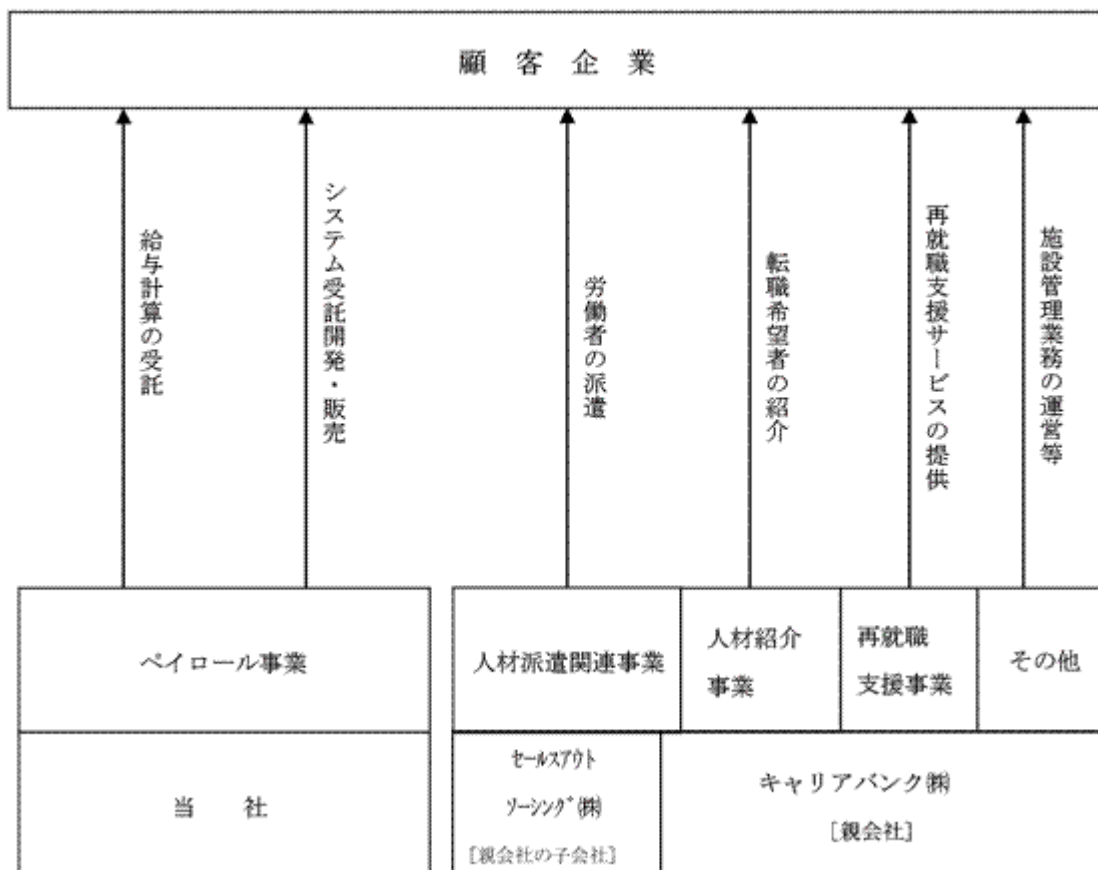 顧客企業
給与計算の受託
システム受託開発・販売
労働者の派遣
転職希望者の紹介
再就職支援サービスの提供
施設管理業務の運営等
ペイロール事業
人材派遣関連事業
人材紹介
事業
再就職
支援事業
その他
当社
セールスアウト
ソーシング㈱
[親会社の子会社]
キャリアバンク㈱
[親会社]